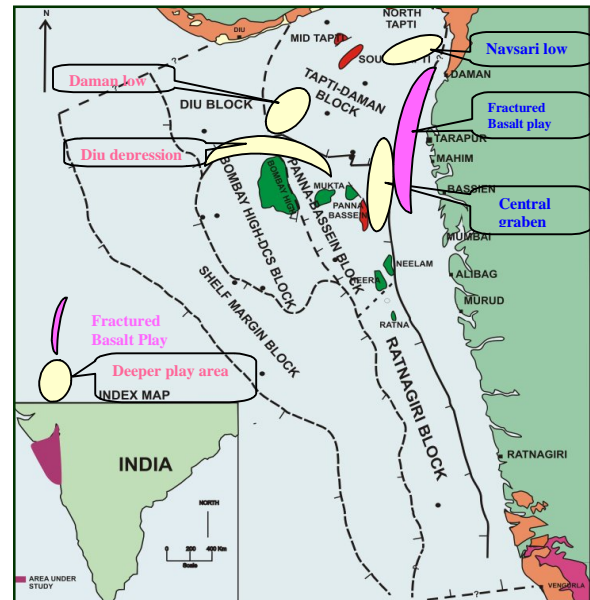 N
DIU
NORTH
TAPTI
MID TAPTI
Navsari low
DAMAN
Daman low
TAPTI-DAMAN
BLOCK
DIU BLOCK
Fractured
Basalt play
TARAPUR
Diu depression
MAHIM
BOMBAY HIGH
MUKTA
PANNA
BASSEIN
PANNA-BASSEIN BLOCK
BASSIEN
Central
graben
MUMBAI
BOMBAY HIGH-DCS BLOCK
NEELAM
HEERA
ALIBAG
SHELF MARGIN BLOCK
MURUD
RATNA
Fractured
Basalt Play
RATNAGIRI BLOCK
Deeper play area
INDEX MAP
RATNAGIRI
INDIA
NORTH
0 200 400 Km
Scale
AREA UNDER
STUDY
VENGURLA